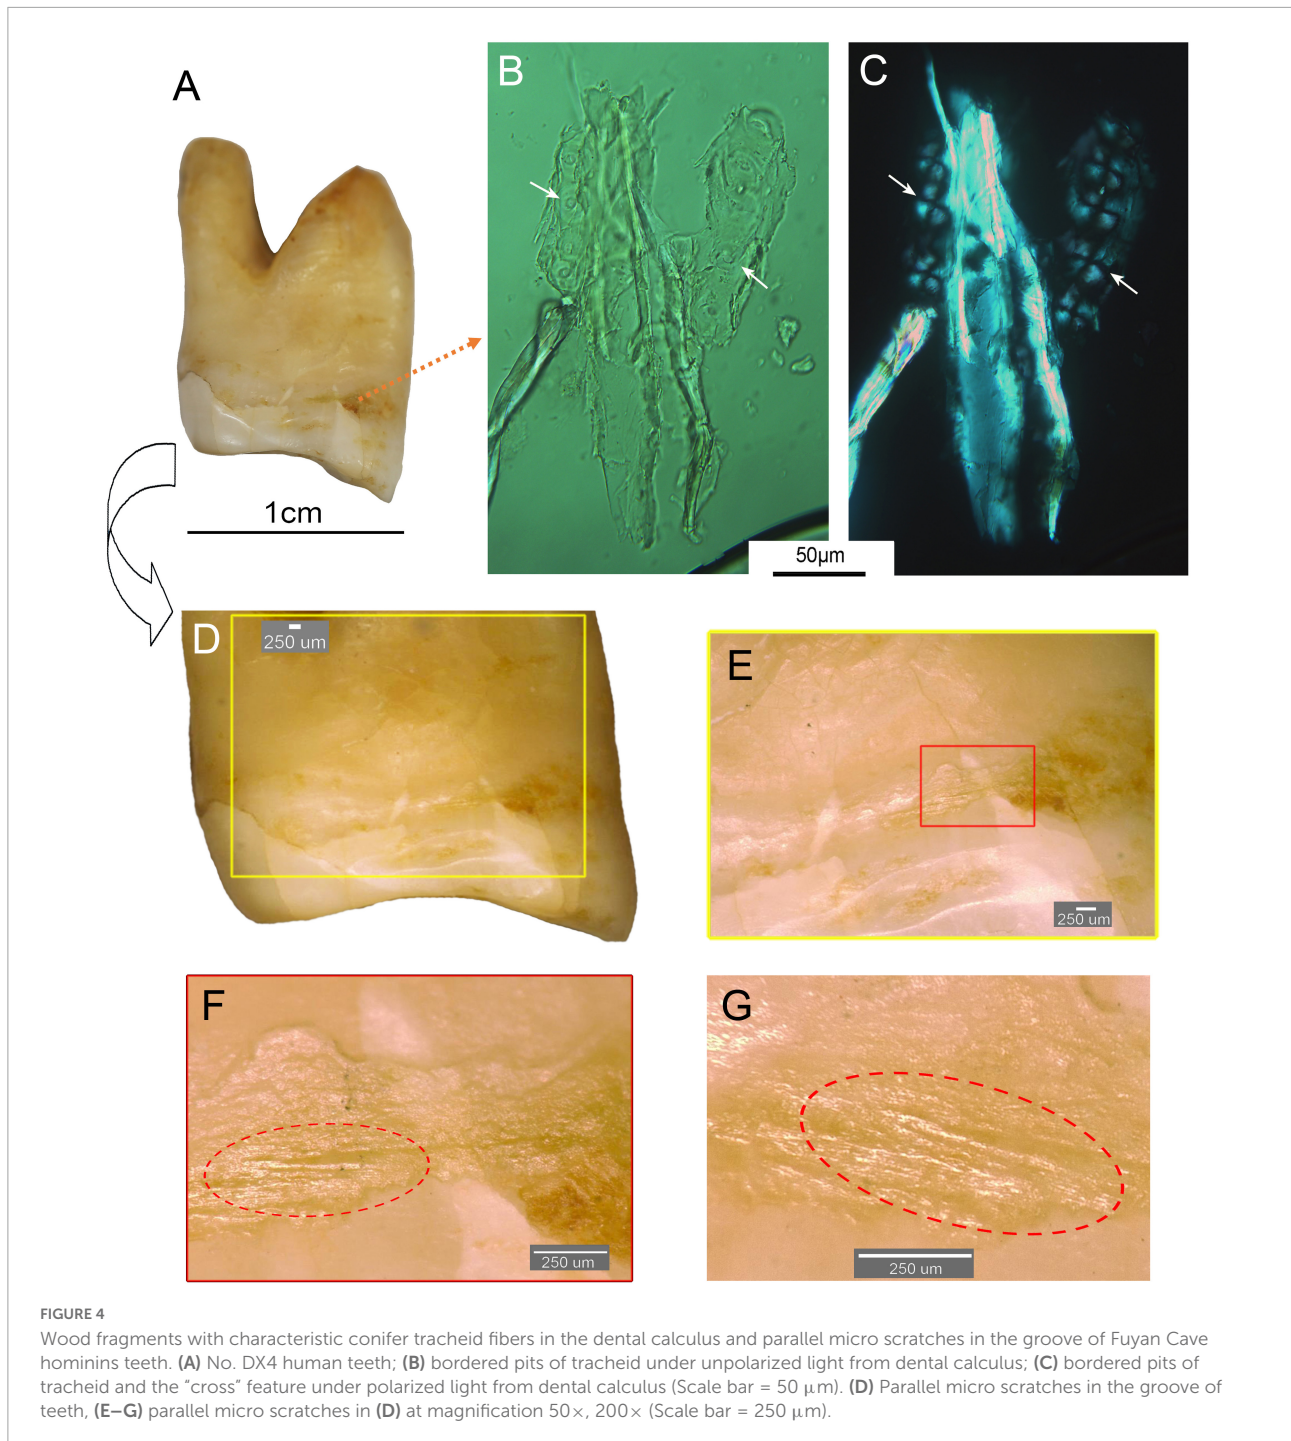 A
B
C
1cm
50µm
D
250 um
E
250 um
F
250 um
G
250 um
FIGURE 4
Wood fragments with characteristic conifer tracheid fibers in the dental calculus and parallel micro scratches in the groove of Fuyan Cave
hominins teeth. (A) No. DX4 human teeth; (B) bordered pits of tracheid under unpolarized light from dental calculus; (C) bordered pits of
tracheid and the “cross” feature under polarized light from dental calculus (Scale bar = 50 µm). (D) Parallel micro scratches in the groove of
teeth, (E–G) parallel micro scratches in (D) at magnification 50×, 200× (Scale bar = 250 µm).